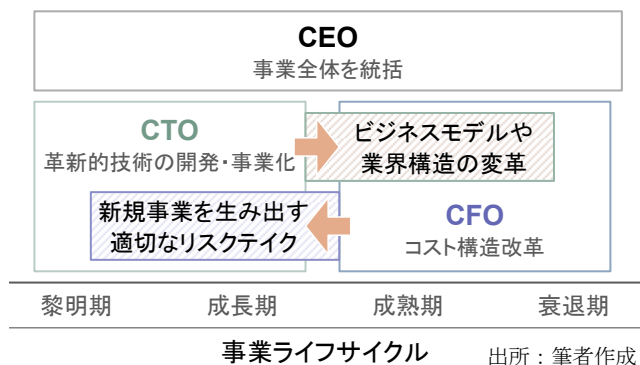 CEO
事業全体を統括
CTO
革新的技術の開発・事業化
ビジネスモデルや
業界構造の変革
新規事業を生み出す
適切なリスクテイク
CFO
コスト構造改革
黎明期 成長期 成熟期 衰退期
事業ライフサイクル
出所：筆者作成